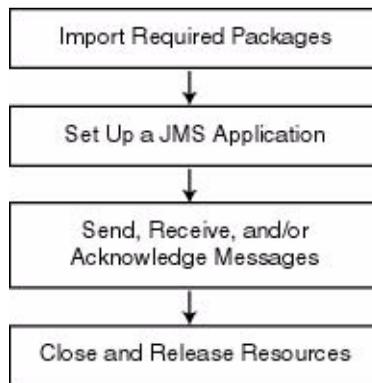 Import Required Packages
Set Up a JMS Application
Send, Receive, and/or
Acknowledge Messages
Close and Release Resources